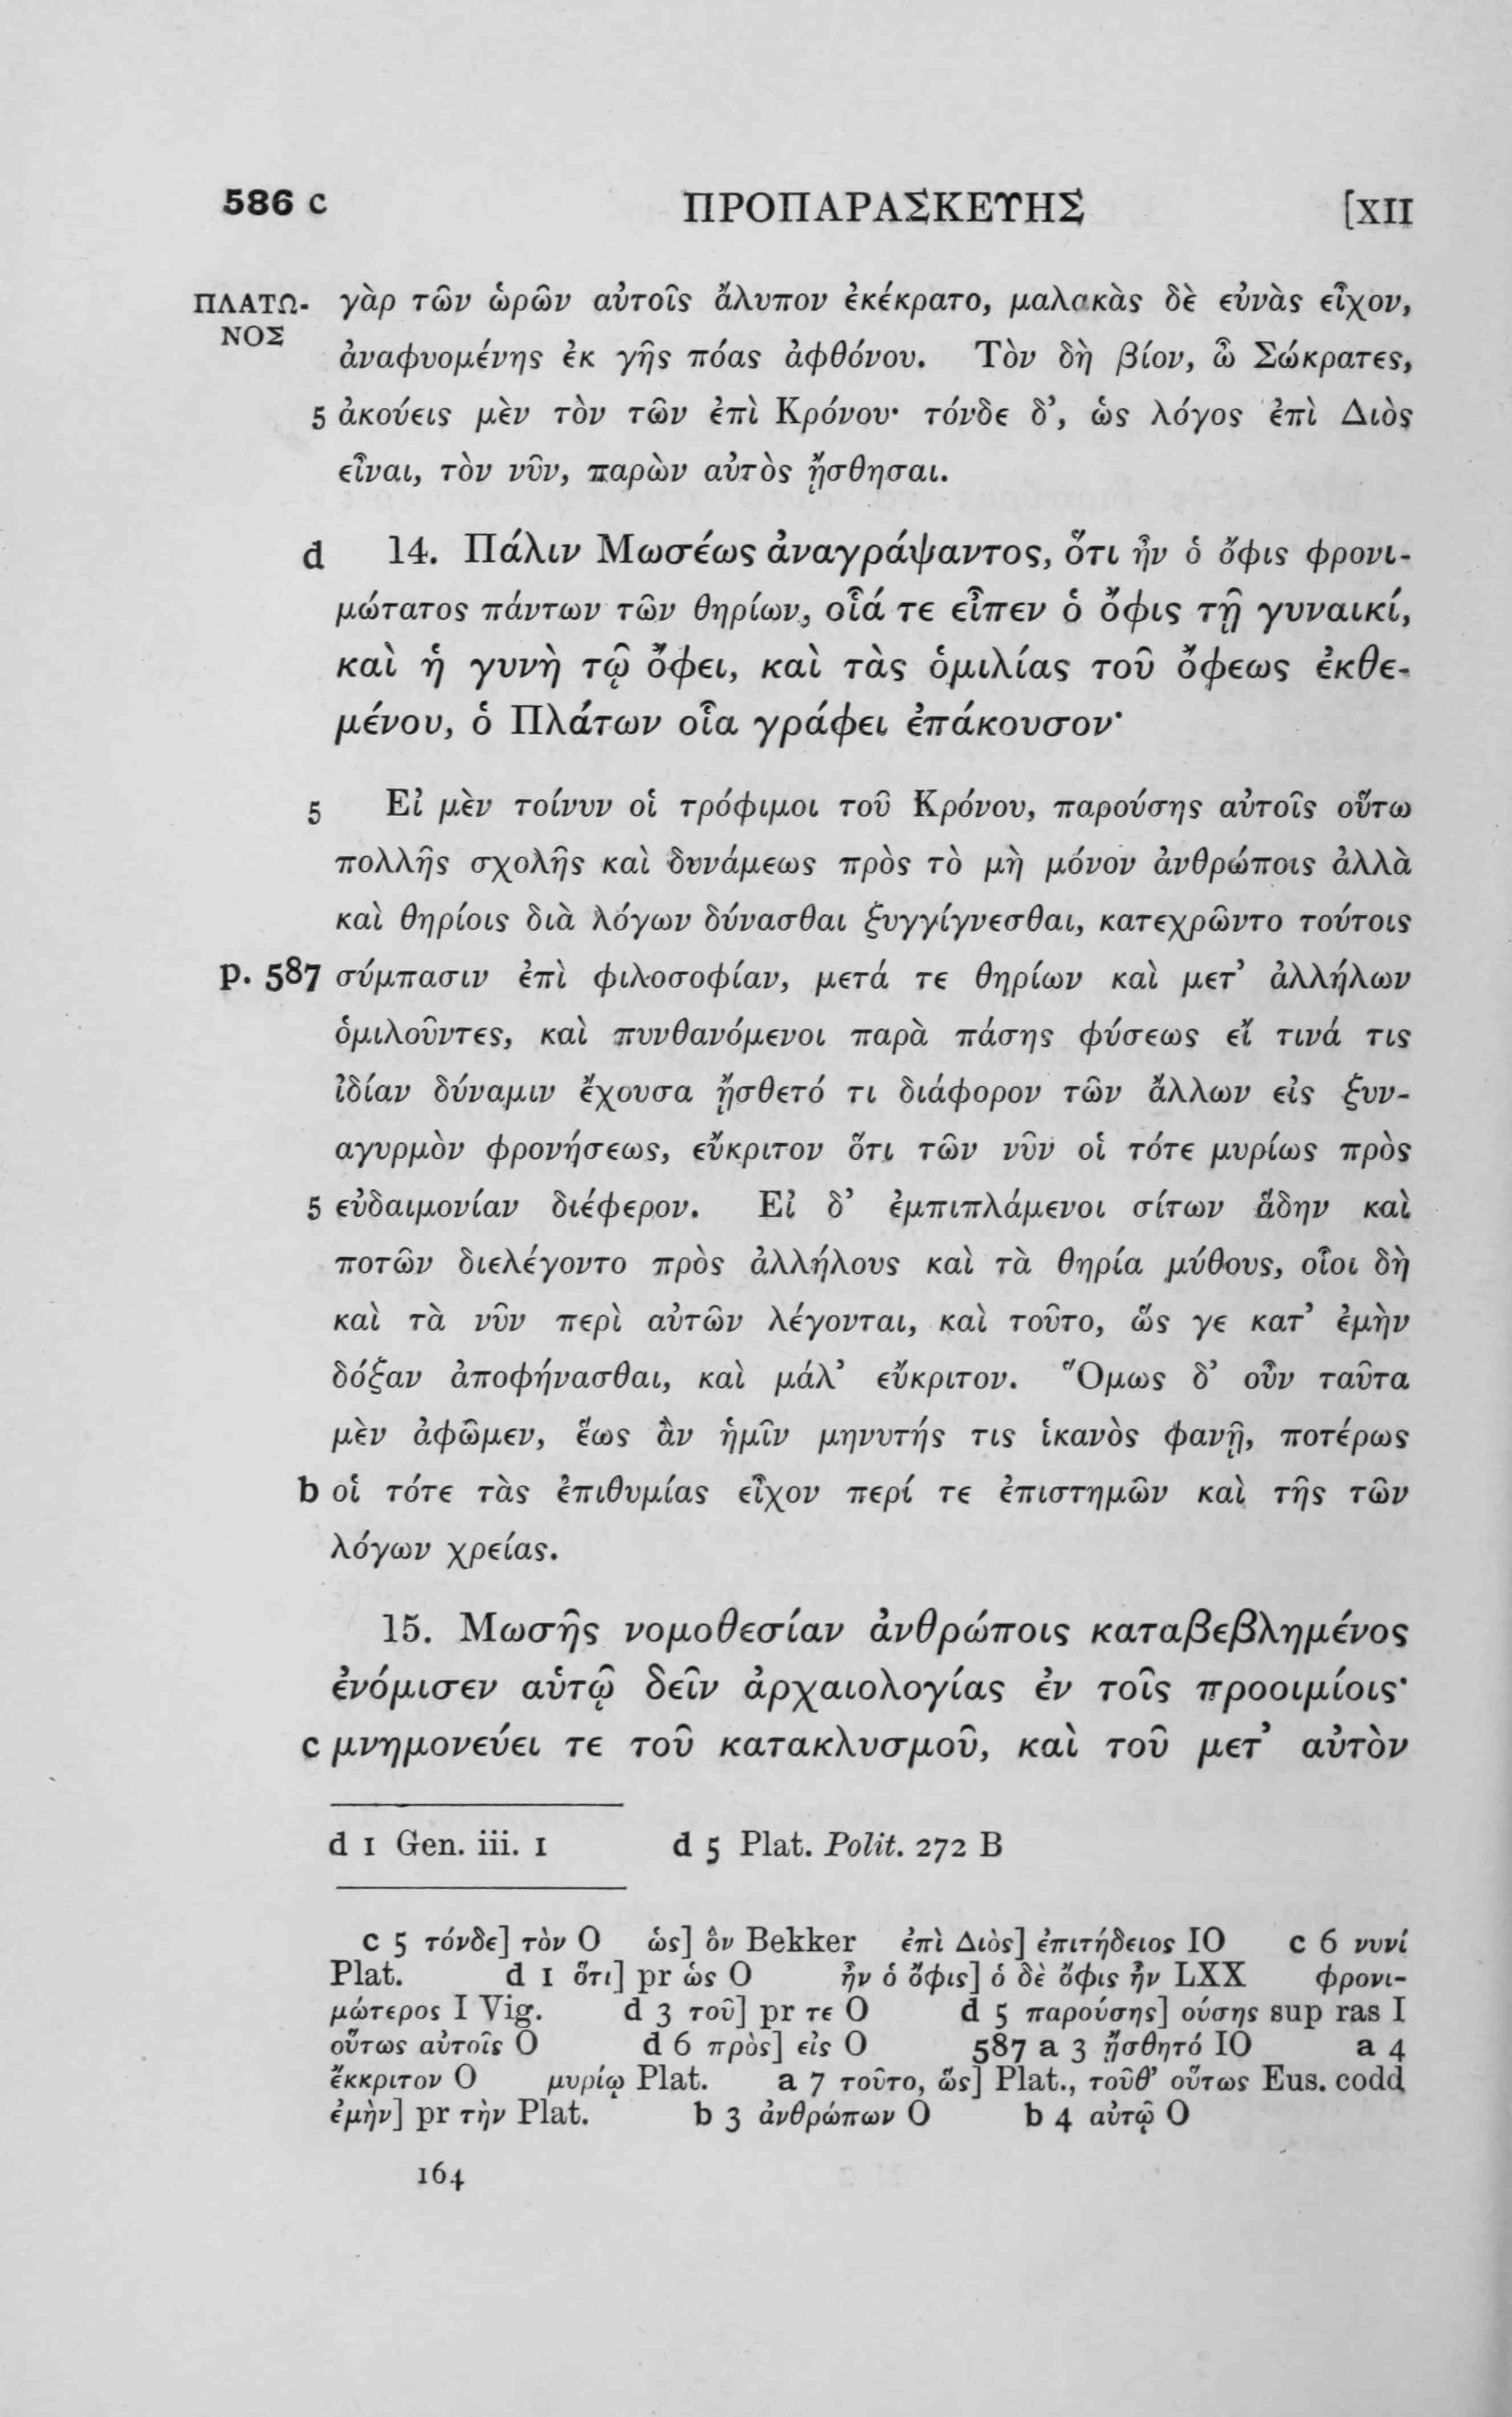 586 c ΠΡΟΠΑΡΑΣΚΕΥΗΣ [XII
ΠΛΑΤΩ- γὰρ τῶν ὡρῶν αὐτοῖς ἄλυπον ἐκέκρατο, μαλακὰς δὲ εὐνὰς εἶχον,
ΝΟΣ
ἀναφυομένης ἐκ γῆς πόας ἀφθόνου. Τὸν δὴ βίον, ὦ Σώκρατες,
5 ἀκούεις μὲν τὸν τῶν ἐπὶ Κρόνου· τόνδε δ’, ὡς λόγος ἐπὶ Διὸς
εἶναι, τὸν νῦν, παρὼν αὐτὸς ᾔσθησαι.
d 14. Πάλιν Μωσέως ἀναγράψαντος, ὅτι ἦν ὁ ὄφις φρονι-
μώτατος πάντων τῶν θηρίων, οἷά τε εἶπεν ὁ ὄφις τῇ γυναικί,
καὶ ἡ γυνὴ τῷ ὄφει, καὶ τὰς ὁμιλίας τοῦ ὄφεως ἐκθε-
μένου, ὁ Πλάτων οἷα γράφει ἐπάκουσον·
5 Εἰ μὲν τοίνυν οἱ τρόφιμοι τοῦ Κρόνου, παρούσης αὐτοῖς οὕτω
πολλῆς σχολῆς καὶ δυνάμεως πρὸς τὸ μὴ μόνον ἀνθρώποις ἀλλὰ
καὶ θηρίοις διὰ λόγων δύνασθαι ξυγγίγνεσθαι, κατεχρῶντο τούτοις
p. 587 σύμπασιν ἐπὶ φιλοσοφίαν, μετά τε θηρίων καὶ μετ’ ἀλλήλων
ὁμιλοῦντες, καὶ πυνθανόμενοι παρὰ πάσης φύσεως εἴ τινά τις
ἰδίαν δύναμιν ἔχουσα ᾔσθετό τι διάφορον τῶν ἄλλων εἰς ξυν-
αγυρμὸν φρονήσεως, εὔκριτον ὅτι τῶν νῦν οἱ τότε μυρίως πρὸς
5 εὐδαιμονίαν διέφερον. Εἰ δ’ ἐμπιπλάμενοι σίτων ἅδην καὶ
ποτῶν διελέγοντο πρὸς ἀλλήλους καὶ τὰ θηρία μύθους, οἷοι δὴ
καὶ τὰ νῦν περὶ αὐτῶν λέγονται, καὶ τοῦτο, ὥς γε κατ’ ἐμὴν
δόξαν ἀποφήνασθαι, καὶ μάλ’ εὔκριτον. Ὅμως δ’ οὖν ταῦτα
μὲν ἀφῶμεν, ἕως ἂν ἡμῖν μηνυτής τις ἱκανὸς φανῇ, ποτέρως
b οἱ τότε τὰς ἐπιθυμίας εἶχον περί τε ἐπιστημῶν καὶ τῆς τῶν
λόγων χρείας.
15. Μωσῆς νομοθεσίαν ἀνθρώποις καταβεβλημένος
ἐνόμισεν αὑτῷ δεῖν ἀρχαιολογίας ἐν τοῖς προοιμίοις·
c μνημονεύει τε τοῦ κατακλυσμοῦ, καὶ τοῦ μετ’ αὐτὸν
d 1 Gen. iii. 1 d 5 Plat. Polit. 272 B
c 5 τόνδε] τὸν O ὡς] ὃν Bekker ἐπὶ Διὸς] ἐπιτήδειος IO c 6 νυνί
Plat. d 1 ὅτι] pr ὡς O ἦν ὁ ὄφις] ὁ δὲ ὄφις ἦν LXX φρονι-
μώτερος I Vig. d 3 τοῦ] pr τε O d 5 παρούσης] ούσης sup ras I
οὕτως αὐτοῖς O d 6 πρὸς] εἰς O 587 a 3 ᾔσθητό IO a 4
ἔκκριτον O μυρίῳ Plat. a 7 τοῦτο, ὥς] Plat., τοῦθ’ οὕτως Eus. codd
ἐμὴν] pr τὴν Plat. b 3 ἀνθρώπων O b 4 αὐτῷ O
164